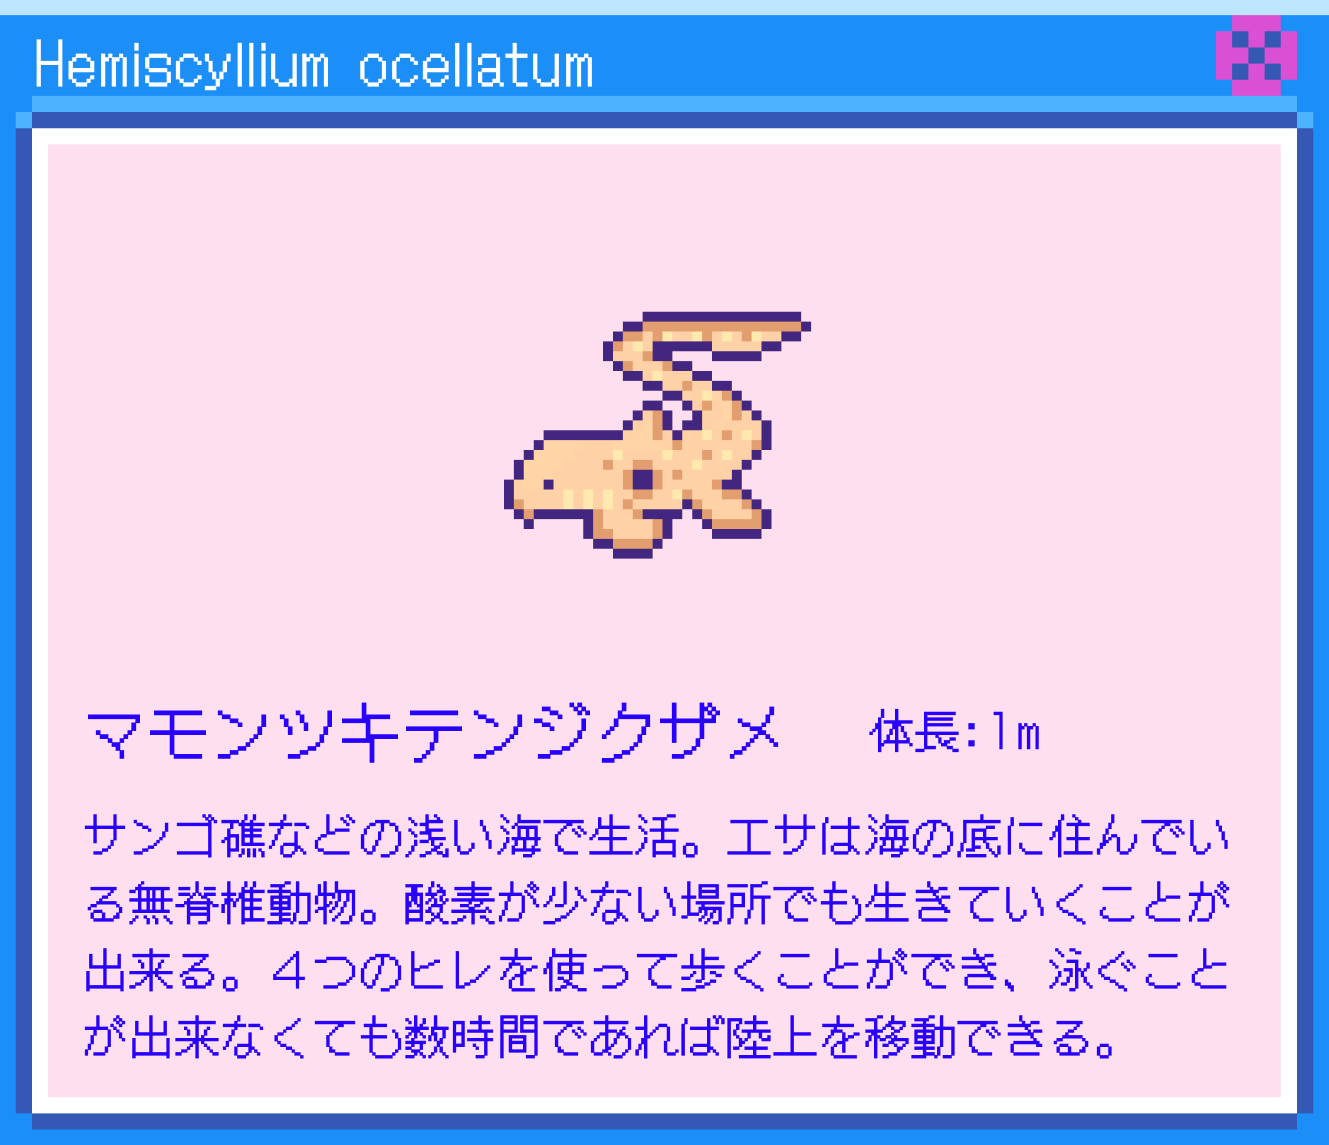 Hemiscyllium ocellatum
マモンツキテンジクザメ　体長:1m
サンゴ礁などの浅い海で生活。エサは海の底に住んでい
る無脊椎動物。酸素が少ない場所でも生きていくことが
出来る。４つのヒレを使って歩くことができ、泳ぐこと
が出来なくても数時間であれば陸上を移動できる。